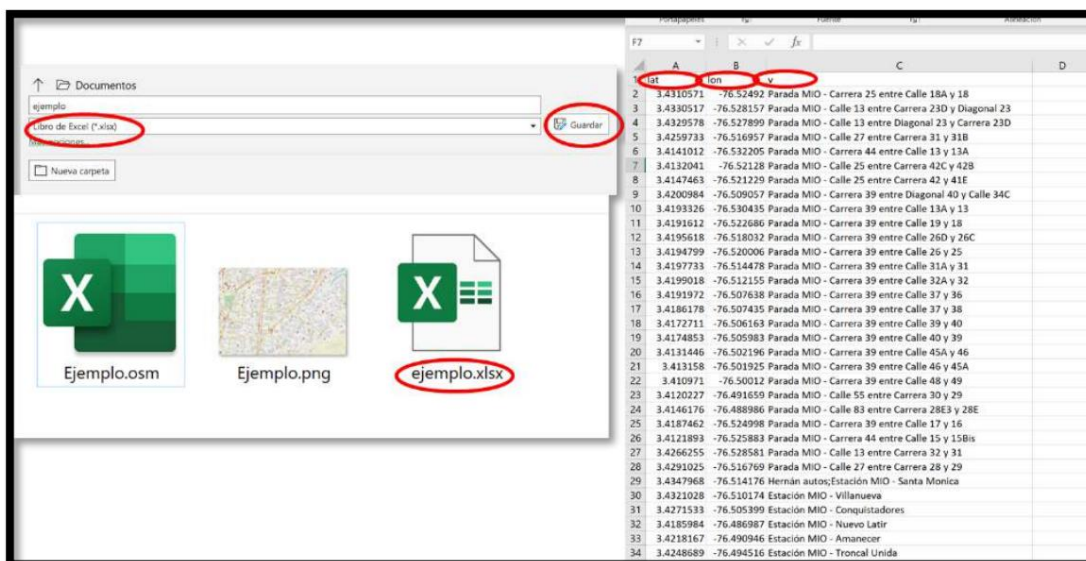 Documentos
ejemplo
Libro de Excel (*.xlsx)
Guardar
Nueva carpeta
Ejemplo.osm
Ejemplo.png
ejemplo.xlsx
Portapapeles Fuente Alineación
F7 fx
A B C D
1 lat lon v
2 3.4310571 -76.52492 Parada MIO - Carrera 25 entre Calle 18A y 18
3 3.4330517 -76.528157 Parada MIO - Calle 13 entre Carrera 23D y Diagonal 23
4 3.4329578 -76.527899 Parada MIO - Calle 13 entre Diagonal 23 y Carrera 23D
5 3.4259733 -76.516957 Parada MIO - Calle 27 entre Carrera 31 y 31B
6 3.4141012 -76.532205 Parada MIO - Carrera 44 entre Calle 13 y 13A
7 3.4132041 -76.52128 Parada MIO - Calle 25 entre Carrera 42C y 42B
8 3.4147463 -76.521229 Parada MIO - Calle 25 entre Carrera 42 y 41E
9 3.4200984 -76.509057 Parada MIO - Carrera 39 entre Diagonal 40 y Calle 34C
10 3.4193326 -76.530435 Parada MIO - Carrera 39 entre Calle 13A y 13
11 3.4191612 -76.522686 Parada MIO - Carrera 39 entre Calle 19 y 18
12 3.4195618 -76.518032 Parada MIO - Carrera 39 entre Calle 26D y 26C
13 3.4194799 -76.520006 Parada MIO - Carrera 39 entre Calle 26 y 25
14 3.4197733 -76.514478 Parada MIO - Carrera 39 entre Calle 31A y 31
15 3.4199018 -76.512155 Parada MIO - Carrera 39 entre Calle 32A y 32
16 3.4191972 -76.507638 Parada MIO - Carrera 39 entre Calle 37 y 36
17 3.4186178 -76.507435 Parada MIO - Carrera 39 entre Calle 37 y 38
18 3.4172711 -76.506163 Parada MIO - Carrera 39 entre Calle 39 y 40
19 3.4174853 -76.505983 Parada MIO - Carrera 39 entre Calle 40 y 39
20 3.4131446 -76.502196 Parada MIO - Carrera 39 entre Calle 45A y 46
21 3.413158 -76.501925 Parada MIO - Carrera 39 entre Calle 46 y 45A
22 3.410971 -76.50012 Parada MIO - Carrera 39 entre Calle 48 y 49
23 3.4120227 -76.491659 Parada MIO - Calle 55 entre Carrera 30 y 29
24 3.4146176 -76.488986 Parada MIO - Calle 83 entre Carrera 28E3 y 28E
25 3.4187462 -76.524998 Parada MIO - Carrera 39 entre Calle 17 y 16
26 3.4121893 -76.525883 Parada MIO - Carrera 44 entre Calle 15 y 15Bis
27 3.4266255 -76.528581 Parada MIO - Calle 13 entre Carrera 32 y 31
28 3.4291025 -76.516769 Parada MIO - Calle 27 entre Carrera 28 y 29
29 3.4347968 -76.514176 Hernán autos;Estación MIO - Santa Monica
30 3.4321028 -76.510174 Estación MIO - Villanueva
31 3.4271533 -76.505399 Estación MIO - Conquistadores
32 3.4185984 -76.486987 Estación MIO - Nuevo Latir
33 3.4218167 -76.490946 Estación MIO - Amanecer
34 3.4248689 -76.494516 Estación MIO - Troncal Unida